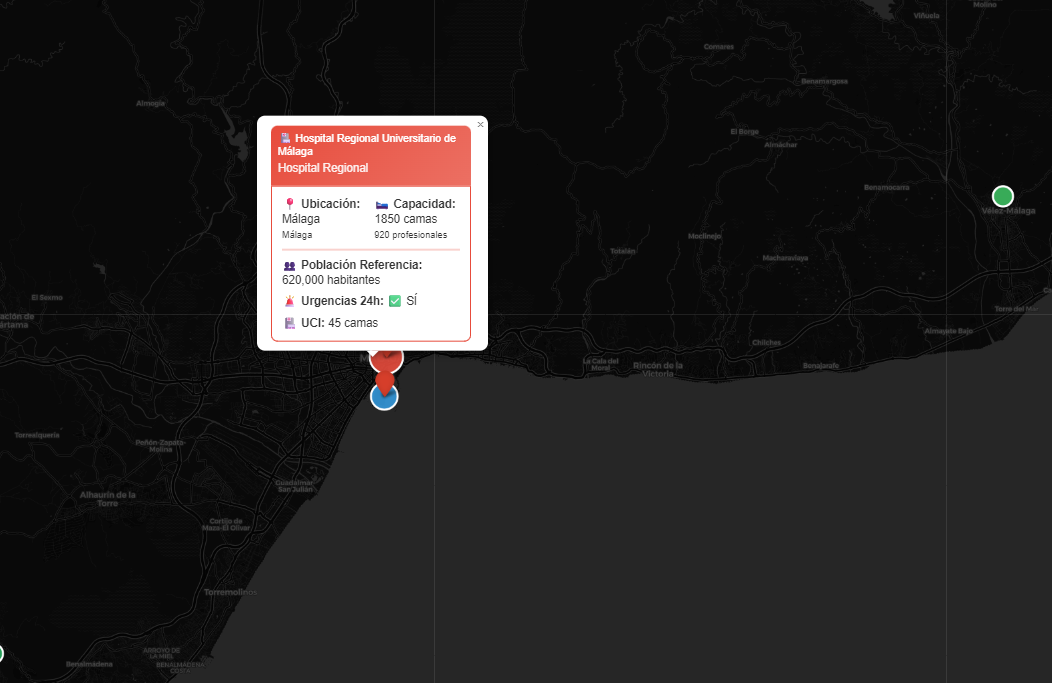 Viñuela
Molino
Comares
Benamargosa
Almogía
El Borge
Almáchar
Benamocarra
Vélez-Málaga
×
Hospital Regional Universitario de
Málaga
Hospital Regional
Ubicación:
Málaga
Málaga
Capacidad:
1850 camas
920 profesionales
Población Referencia:
620,000 habitantes
Urgencias 24h: ✅ SÍ
UCI: 45 camas
Totalán
Moclinejo
Macharaviaya
El Sesmo
ación de
ártama
Torre del Mar
Almayate Bajo
Chilches
Benajarafe
La Cala del
Moral
Rincón de la
Victoria
Torrealquería
Peñón-Zapata-
Molina
Alhaurín de la
Torre
Guadalmar
San Julián
Cortijo de
Maza-El Olivar
Torremolinos
ARROYO DE
LA MIEL
Benalmádena
BENALMÁDENA
COSTA